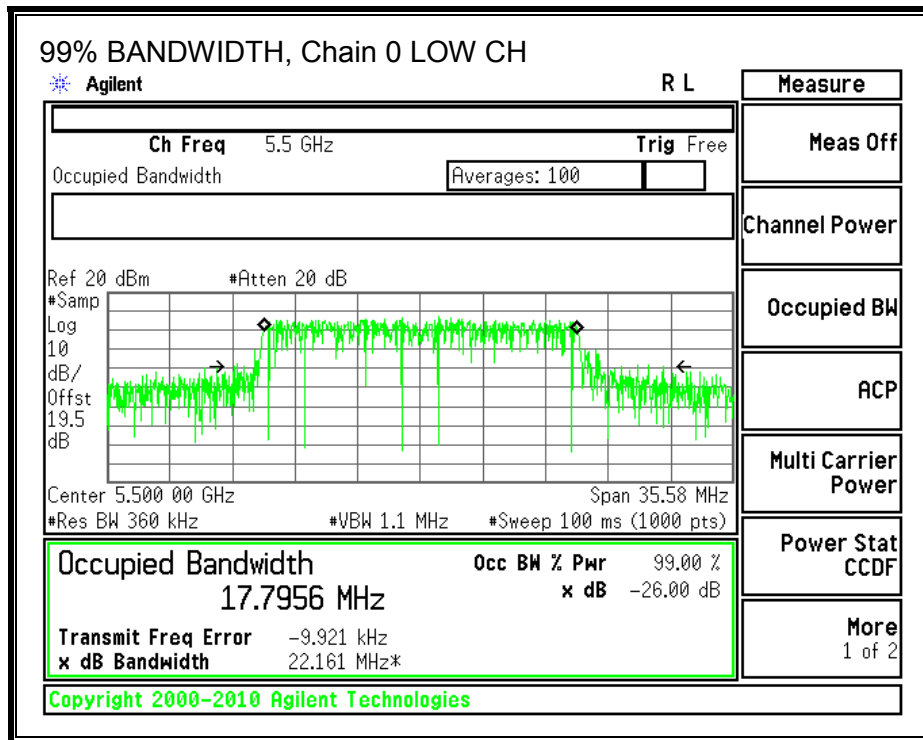 99% BANDWIDTH, Chain 0 LOW CH
Agilent R L Measure
Ch Freq 5.5 GHz Trig Free
Meas Off
Occupied Bandwidth Averages: 100
Channel Power
Ref 20 dBm #Atten 20 dB
#Samp
Log
10
dB/
Offst
19.5
dB
Occupied BW
ACP
Multi Carrier
Power
Center 5.500 00 GHz Span 35.58 MHz
#Res BW 360 kHz #VBW 1.1 MHz #Sweep 100 ms (1000 pts)
Power Stat
CCDF
Occupied Bandwidth Occ BW % Pwr 99.00 %
17.7956 MHz x dB -26.00 dB
Transmit Freq Error -9.921 kHz
x dB Bandwidth 22.161 MHz*
More
1 of 2
Copyright 2000-2010 Agilent Technologies